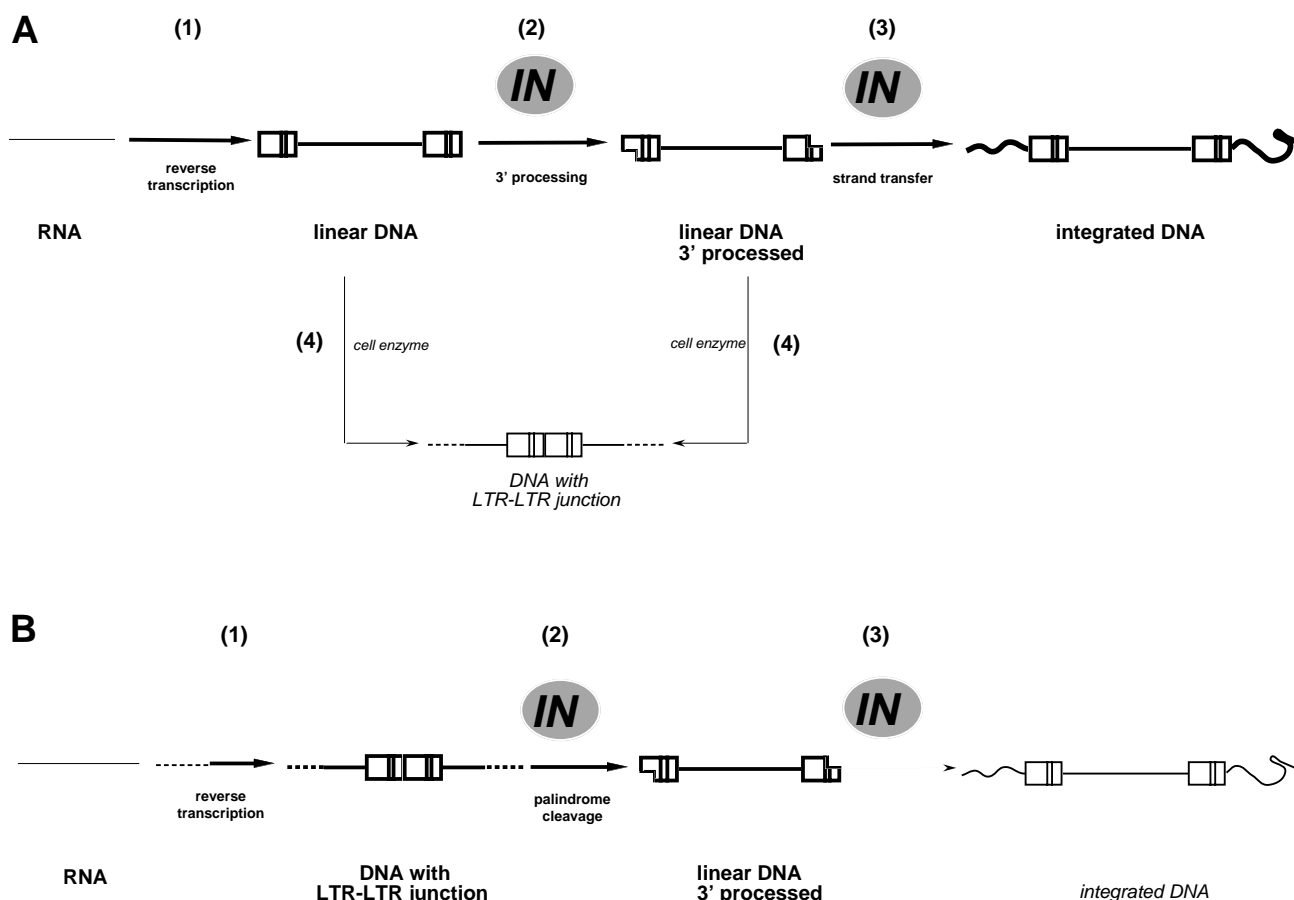 A
(1)
(2)
(3)
IN
IN
reverse
transcription
3’ processing
strand transfer
RNA
linear DNA
linear DNA
3’ processed
integrated DNA
(4)
cell enzyme
cell enzyme
(4)
DNA with
LTR-LTR junction
B
(1)
(2)
(3)
IN
IN
reverse
transcription
palindrome
cleavage
RNA
DNA with
LTR-LTR junction
linear DNA
3’ processed
integrated DNA